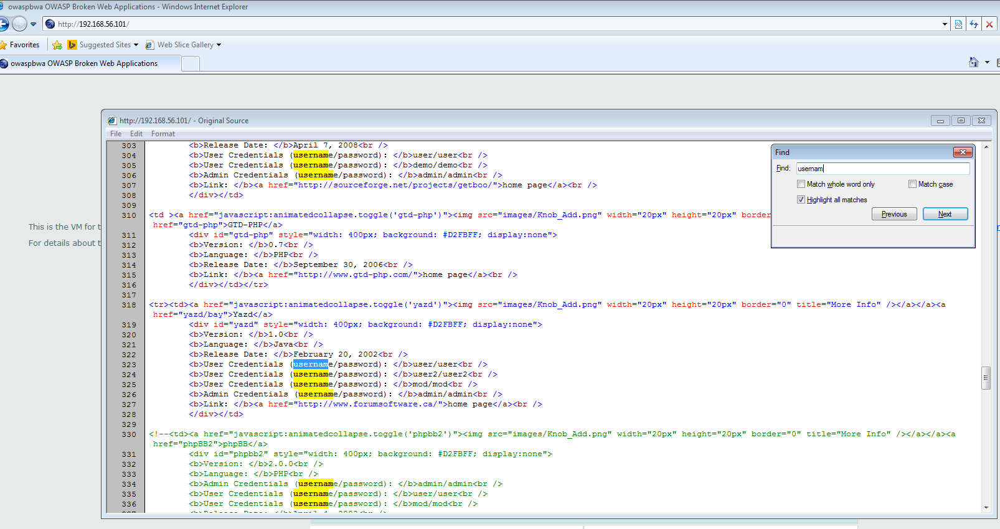 owaspbwa OWASP Broken Web Applications - Windows Internet Explorer
http://192.168.56.101/
Favorites Suggested Sites Web Slice Gallery
owaspbwa OWASP Broken Web Applications
This is the VM for t
For details about t
http://192.168.56.101/ - Original Source
File Edit Format
303 <b>Release Date: </b>April 7, 2008<br />
304 <b>User Credentials (username/password): </b>user/user<br />
305 <b>User Credentials (username/password): </b>demo/demo<br />
306 <b>Admin Credentials (username/password): </b>admin/admin<br />
307 <b>Link: </b><a href="http://sourceforge.net/projects/getboo/">home page</a><br />
308 </div></td>
309
310 <td ><a href="javascript:animatedcollapse.toggle('gtd-php')"><img src="images/Knob_Add.png" width="20px" height="20px" border
href="gtd-php">GTD-PHP</a>
311 <div id="gtd-php" style="width: 400px; background: #D2FBFF; display:none">
312 <b>Version: </b>0.7<br />
313 <b>Language: </b>PHP<br />
314 <b>Release Date: </b>September 30, 2006<br />
315 <b>Link: </b><a href="http://www.gtd-php.com/">home page</a><br />
316 </div></td></tr>
317
318 <tr><td><a href="javascript:animatedcollapse.toggle('yazd')"><img src="images/Knob_Add.png" width="20px" height="20px" border="0" title="More Info" /></a></a><a
href="yazd/bay">Yazd</a>
319 <div id="yazd" style="width: 400px; background: #D2FBFF; display:none">
320 <b>Version: </b>1.0<br />
321 <b>Language: </b>Java<br />
322 <b>Release Date: </b>February 20, 2002<br />
323 <b>User Credentials (username/password): </b>user/user<br />
324 <b>User Credentials (username/password): </b>user2/user2<br />
325 <b>User Credentials (username/password): </b>mod/mod<br />
326 <b>Admin Credentials (username/password): </b>admin/admin<br />
327 <b>Link: </b><a href="http://www.forumsoftware.ca/">home page</a><br />
328 </div></td>
329
330 <!--<td><a href="javascript:animatedcollapse.toggle('phpbb2')"><img src="images/Knob_Add.png" width="20px" height="20px" border="0" title="More Info" /></a></a><a
href="phpBB2">phpBB</a>
331 <div id="phpbb2" style="width: 400px; background: #D2FBFF; display:none">
332 <b>Version: </b>2.0.0<br />
333 <b>Language: </b>PHP<br />
334 <b>Admin Credentials (username/password): </b>admin/admin<br />
335 <b>User Credentials (username/password): </b>user/user<br />
336 <b>User Credentials (username/password): </b>mod/mod<br />
Find
Find: usernam
Match whole word only Match case
Highlight all matches
Previous Next